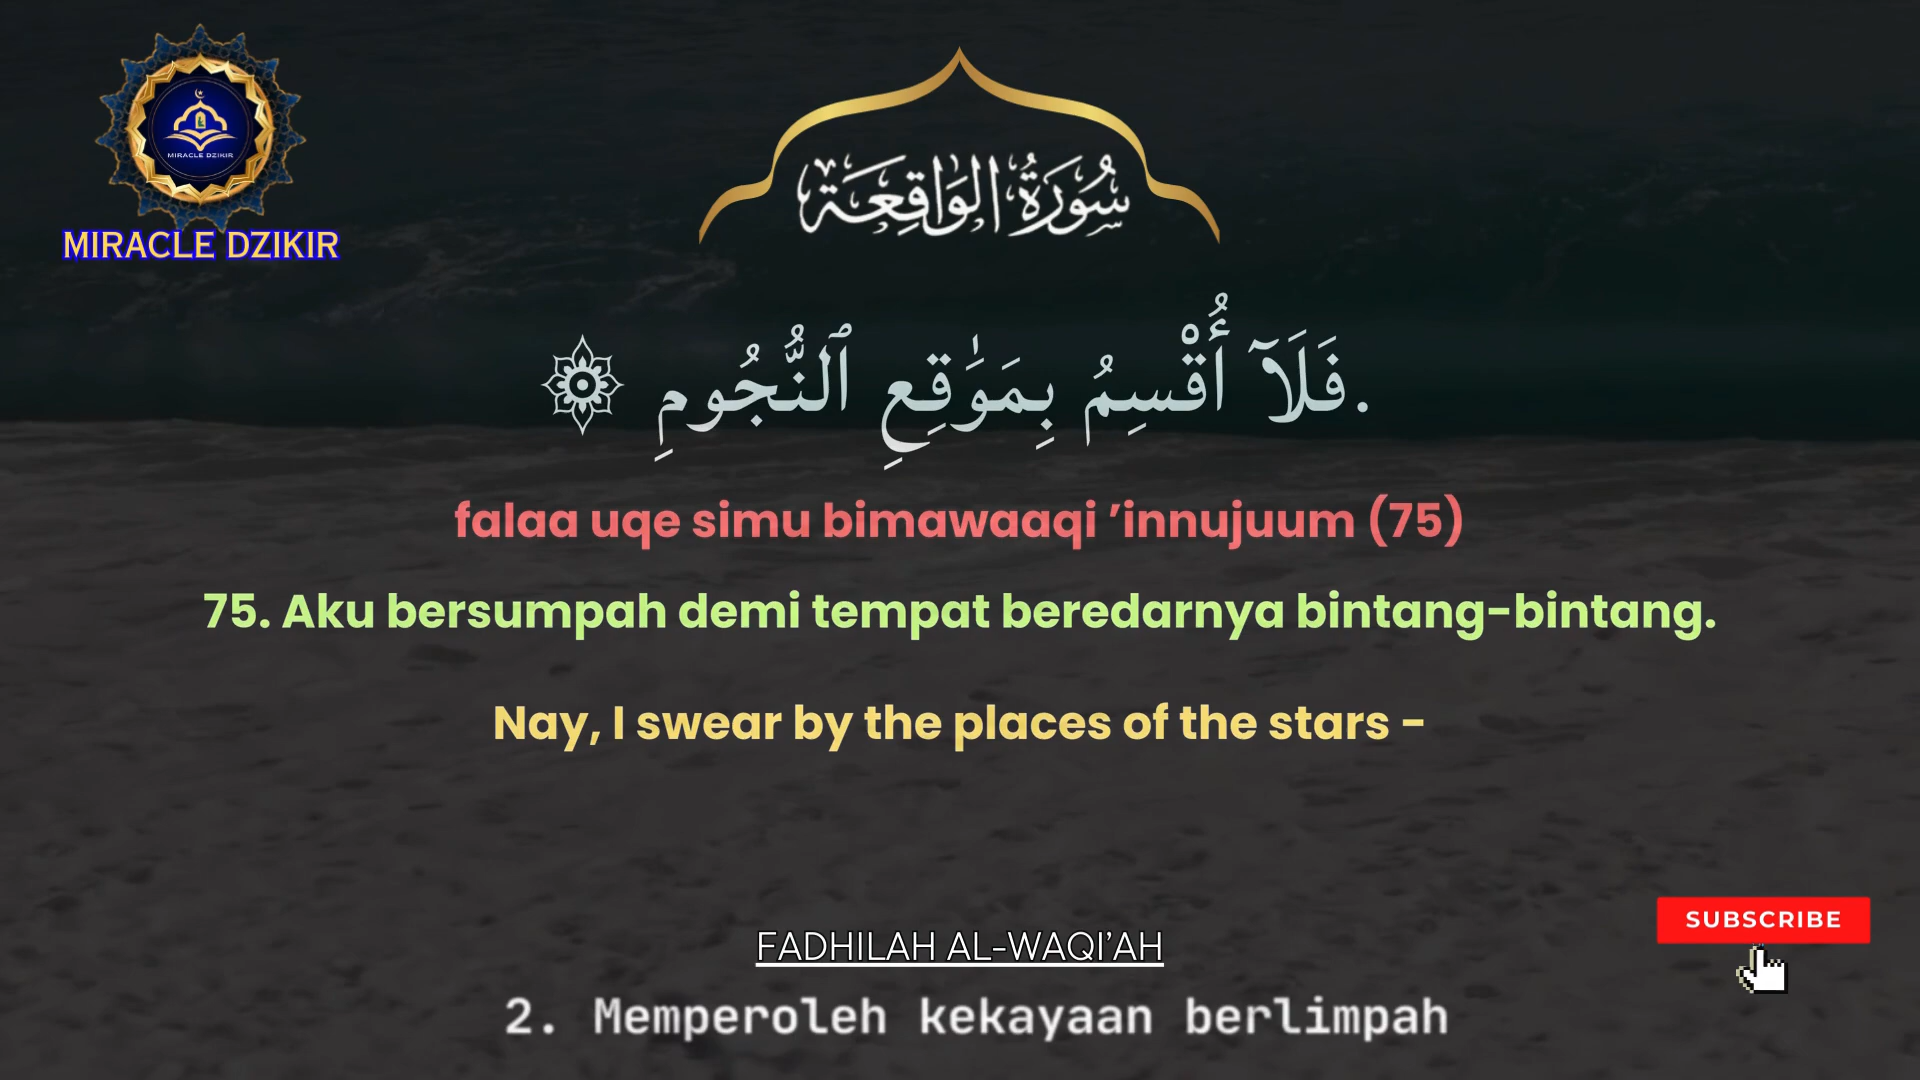 MIRACLE DZIKIR
MIRACLE DZIKIR
سُورَةُ الوَاقِعَة
.فَلَآ أُقْسِمُ بِمَوَٰقِعِ ٱلنُّجُومِ ۞
falaa uqe simu bimawaaqi ’innujuum (75)
75. Aku bersumpah demi tempat beredarnya bintang-bintang.
Nay, I swear by the places of the stars -
SUBSCRIBE
FADHILAH AL-WAQI’AH
2. Memperoleh kekayaan berlimpah